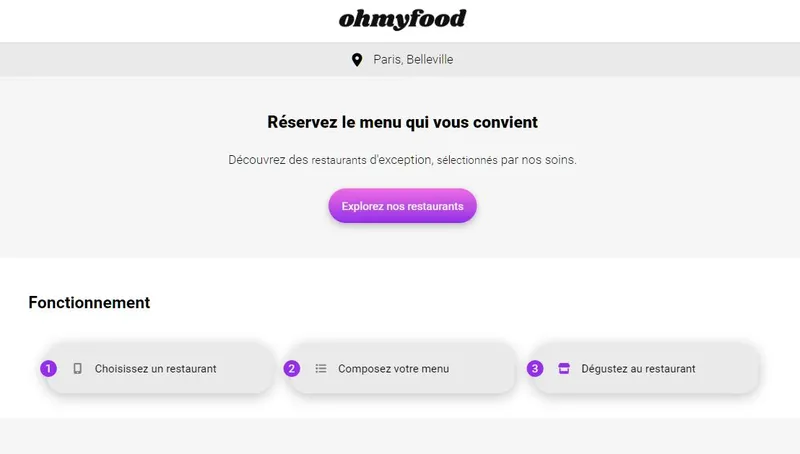 ohmyfood
Paris, Belleville
Réservez le menu qui vous convient
Découvrez des restaurants d'exception, sélectionnés par nos soins.
Explorez nos restaurants
Fonctionnement
1 Choisissez un restaurant
2 Composez votre menu
3 Dégustez au restaurant